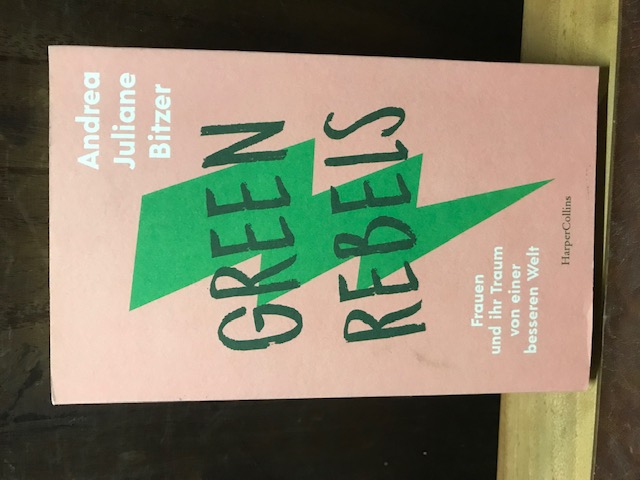 Andrea
Juliane
Bitzer
GREEN
REBELS
Frauen
und ihr Traum
von einer
besseren Welt
HarperCollins